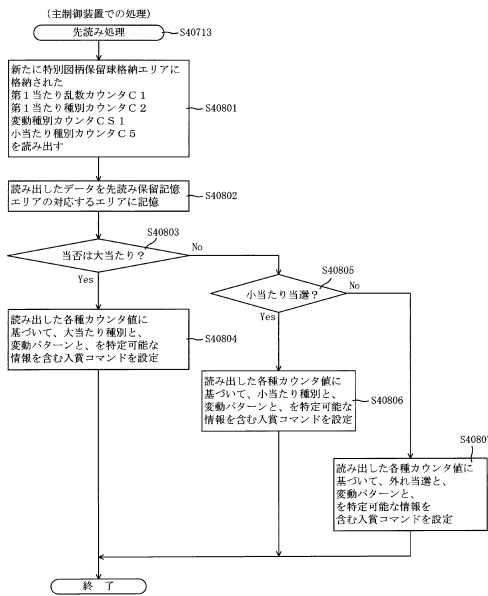 （主制御装置での処理）
先読み処理
S40713
新たに特別図柄保留球格納エリアに
格納された
第１当たり乱数カウンタＣ１
第１当たり種別カウンタＣ２
変動種別カウンタＣＳ１
小当たり種別カウンタＣ５
を読み出す
S40801
読み出したデータを先読み保留記憶
エリアの対応するエリアに記憶
S40802
当否は大当たり？
S40803
No
Yes
小当たり当選？
S40805
No
Yes
読み出した各種カウンタ値に
基づいて、大当たり種別と、
変動パターンと、を特定可能な
情報を含む入賞コマンドを設定
S40804
読み出した各種カウンタ値に
基づいて、小当たり種別と、
変動パターンと、を特定可能な
情報を含む入賞コマンドを設定
S40806
S40807
読み出した各種カウンタ値に
基づいて、外れ当選と、
変動パターンと、
を特定可能な情報を
含む入賞コマンドを設定
終　了